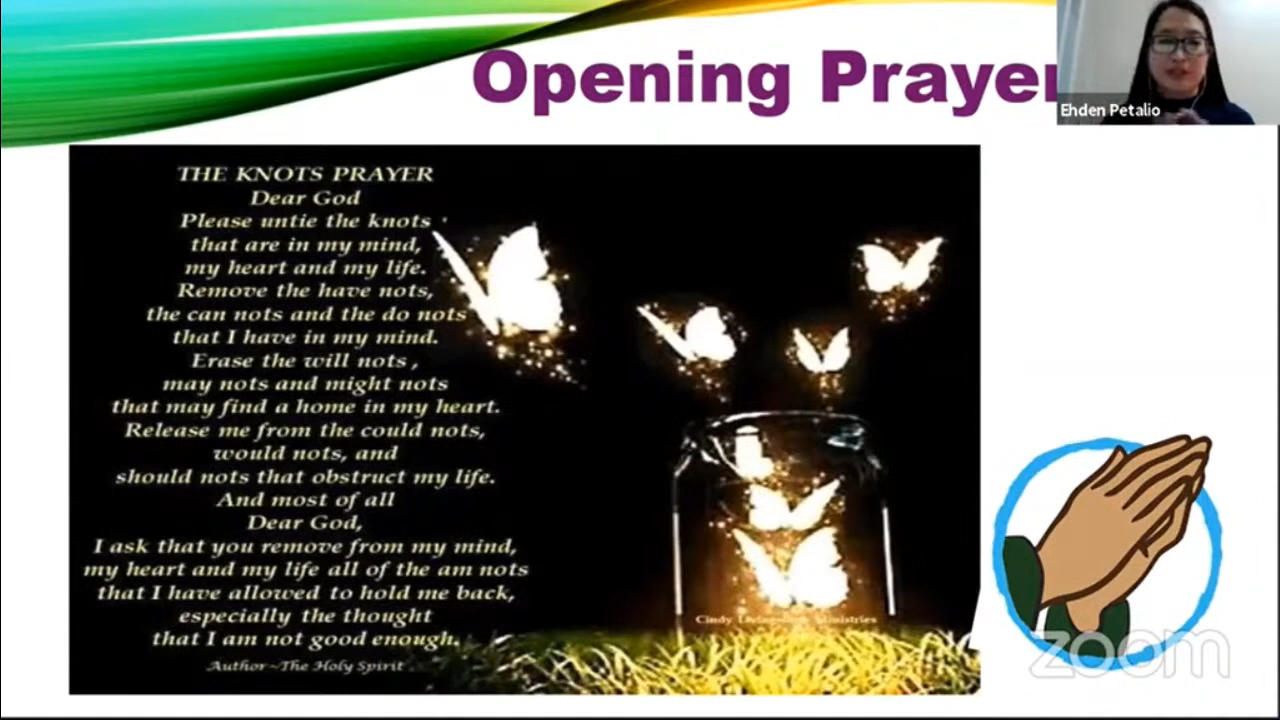 Opening Prayer
Ehden Petalio
THE KNOTS PRAYER
Dear God
Please untie the knots
that are in my mind,
my heart and my life.
Remove the have nots,
the can nots and the do nots
that I have in my mind.
Erase the will nots ,
may nots and might nots
that may find a home in my heart.
Release me from the could nots,
would nots, and
should nots that obstruct my life.
And most of all
Dear God,
I ask that you remove from my mind,
my heart and my life all of the am nots
that I have allowed to hold me back,
especially the thought
that I am not good enough.
Author~The Holy Spirit
Cindy Ministries
zoom